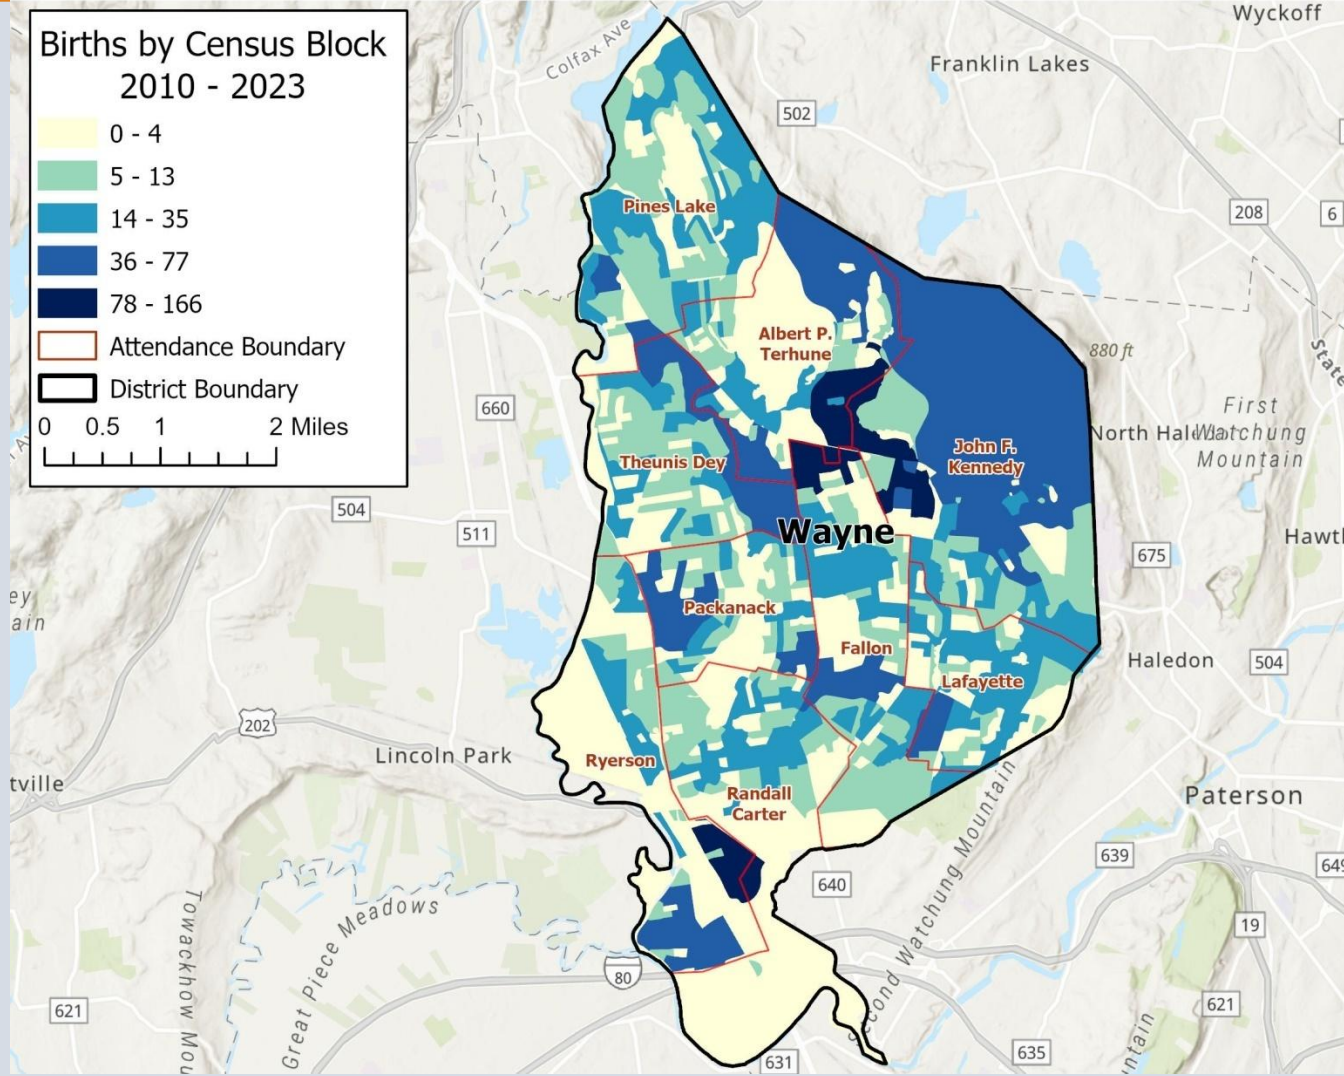 Births by Census Block
2010 - 2023
0 - 4
5 - 13
14 - 35
36 - 77
78 - 166
Attendance Boundary
District Boundary
0 0.5 1 2 Miles
Wyckoff
Colfax Ave
Franklin Lakes
502
208
6
Pines Lake
Albert P.
Terhune
880 ft
State
First
Watchung
Mountain
660
North
John F.
Kennedy
Theunis Dey
504
511
Wayne
675
Packanack
Fallon
Lafayette
Haledon
504
202
Lincoln Park
Ryerson
Randall
Carter
Paterson
639
649
640
Towackhow
Great Piece Meadows
Second Watchung Mountain
19
80
621
621
635
631